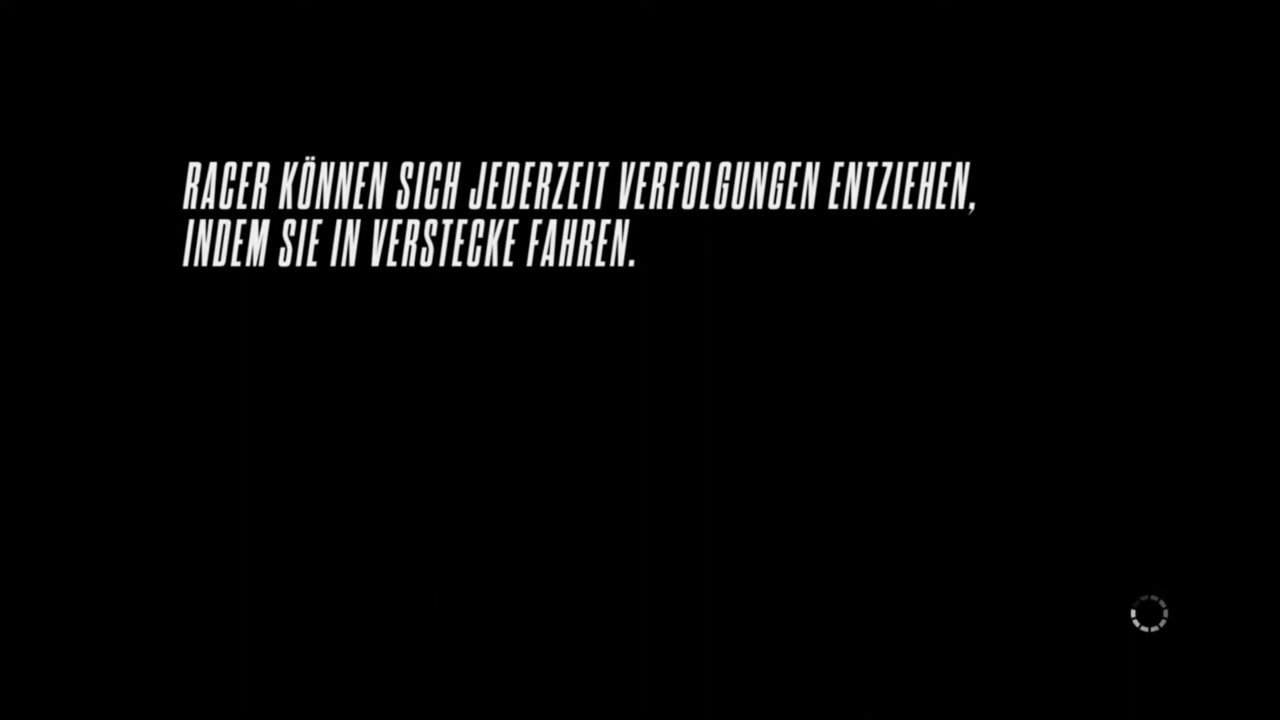 RACER KÖNNEN SICH JEDERZEIT VERFOLGUNGEN ENTZIEHEN,
INDEM SIE IN VERSTECKE FAHREN.